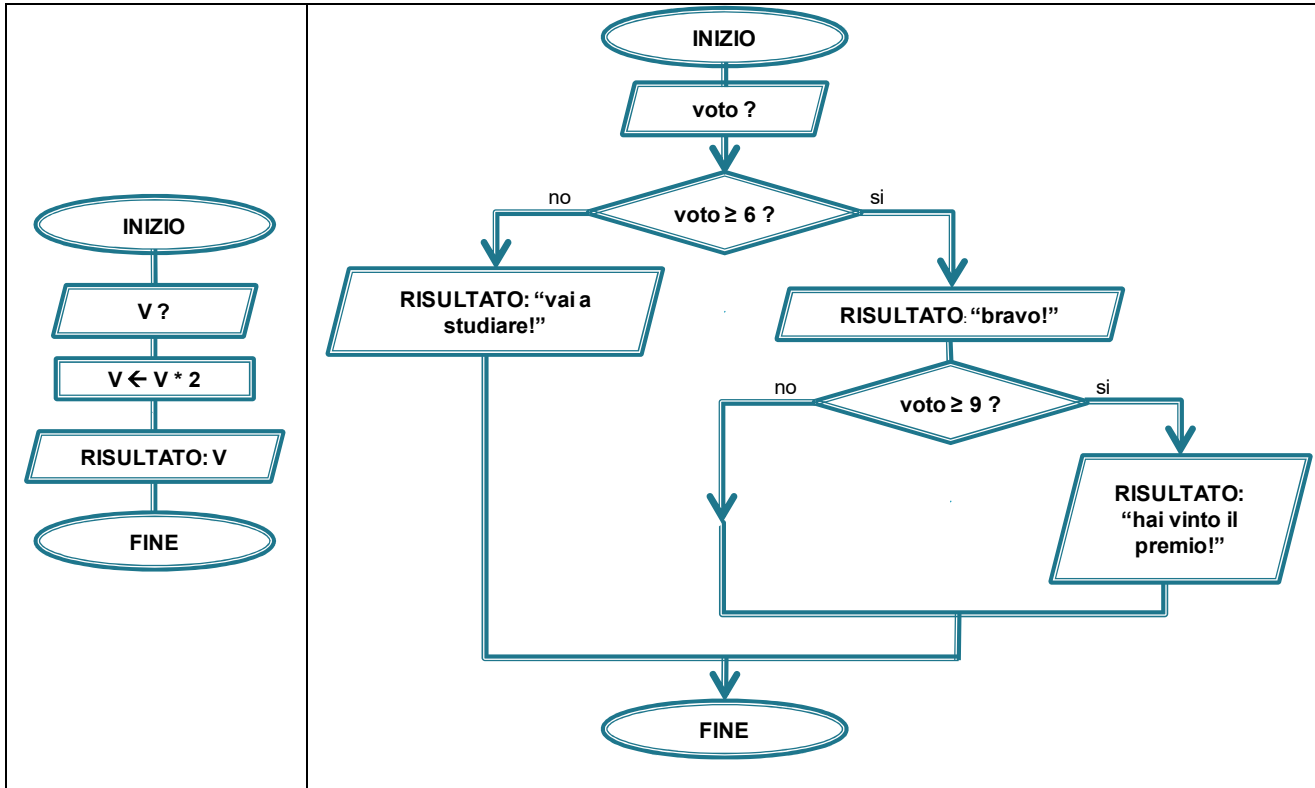 INIZIO
V ?
V ← V * 2
RISULTATO: V
FINE
INIZIO
voto ?
voto ≥ 6 ?
no
si
RISULTATO: “vai a
studiare!”
RISULTATO: “bravo!”
voto ≥ 9 ?
no
si
RISULTATO:
“hai vinto il
premio!”
FINE